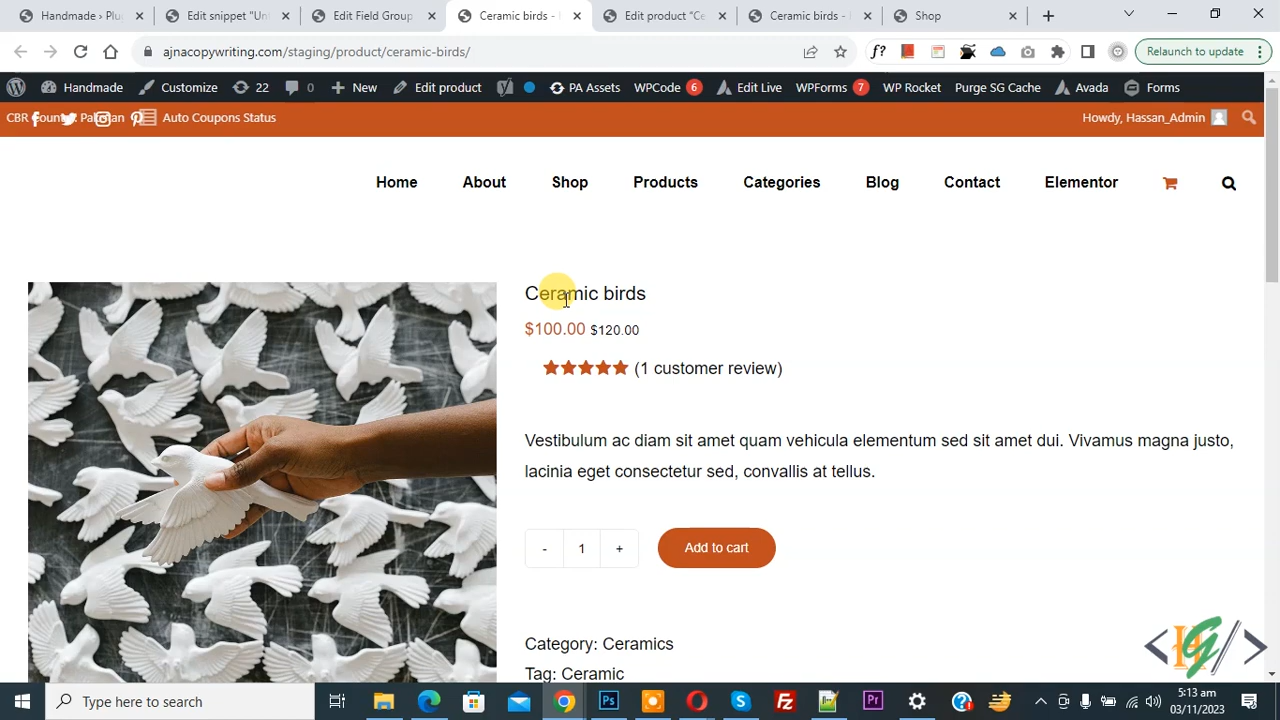 Handmade › Plu
Edit snippet "Un
Edit Field Group
Ceramic birds -
Edit product "Ce
Ceramic birds -
Shop
ajnacopywriting.com/staging/product/ceramic-birds/
Relaunch to update
Handmade
Customize
22
0
New
Edit product
PA Assets
WPCode 6
Edit Live
WPForms 7
WP Rocket
Purge SG Cache
Avada
Forms
CBR Country: Pakistan
Auto Coupons Status
Howdy, Hassan_Admin
Home
About
Shop
Products
Categories
Blog
Contact
Elementor
Ceramic birds
$100.00 $120.00
(1 customer review)
Vestibulum ac diam sit amet quam vehicula elementum sed sit amet dui. Vivamus magna justo,
lacinia eget consectetur sed, convallis at tellus.
- 1 +
Add to cart
Category: Ceramics
Tag: Ceramic
Type here to search
5:13 am
03/11/2023